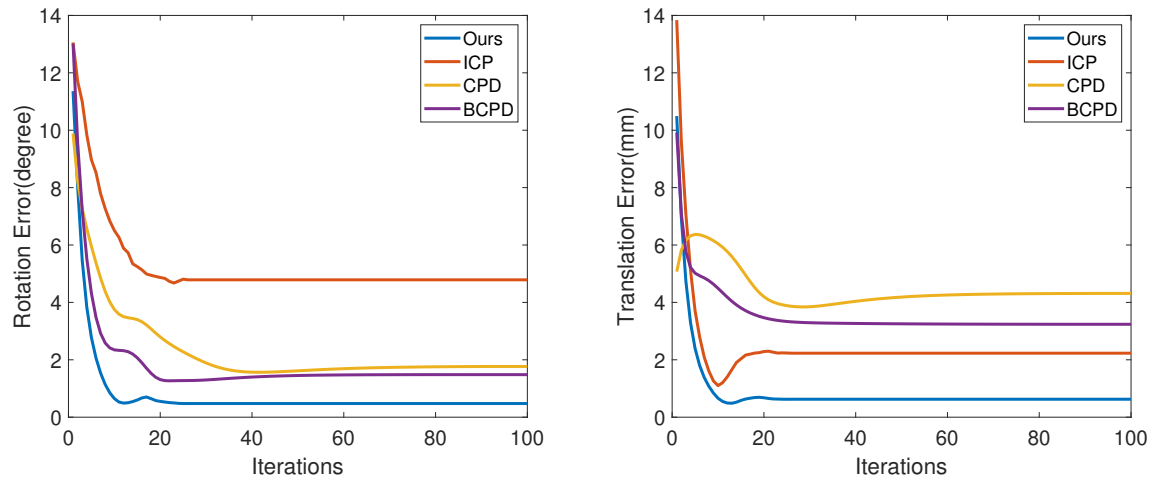 14
12
10
8
6
4
2
0
0
20
40
60
80
100
Rotation Error(degree)
Iterations
Ours
ICP
CPD
BCPD
14
12
10
8
6
4
2
0
0
20
40
60
80
100
Translation Error(mm)
Iterations
Ours
ICP
CPD
BCPD